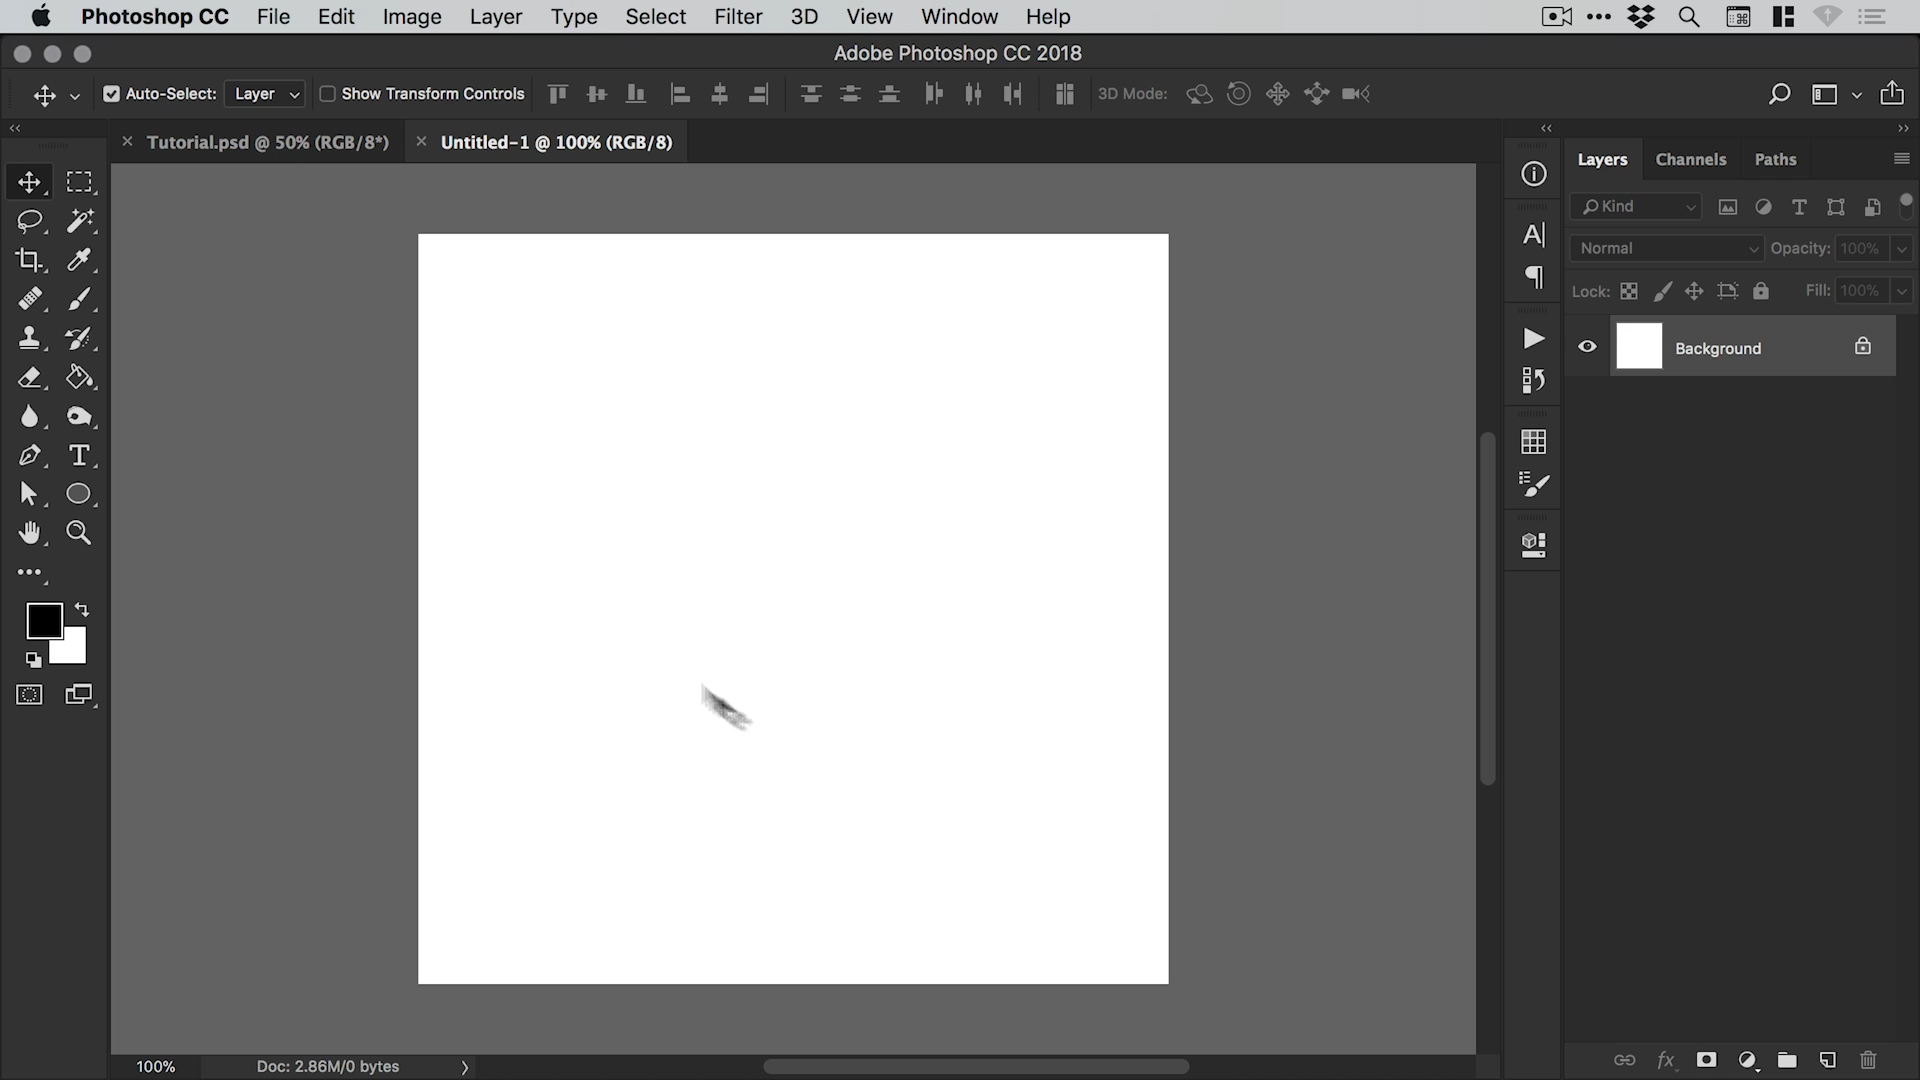 Photoshop CC File Edit Image Layer Type Select Filter 3D View Window Help
Adobe Photoshop CC 2018
Auto-Select: Layer Show Transform Controls 3D Mode:
Tutorial.psd @ 50% (RGB/8*) Untitled-1 @ 100% (RGB/8)
Layers Channels Paths
Kind
Normal Opacity: 100%
Lock: Fill: 100%
Background
100% Doc: 2.86M/0 bytes